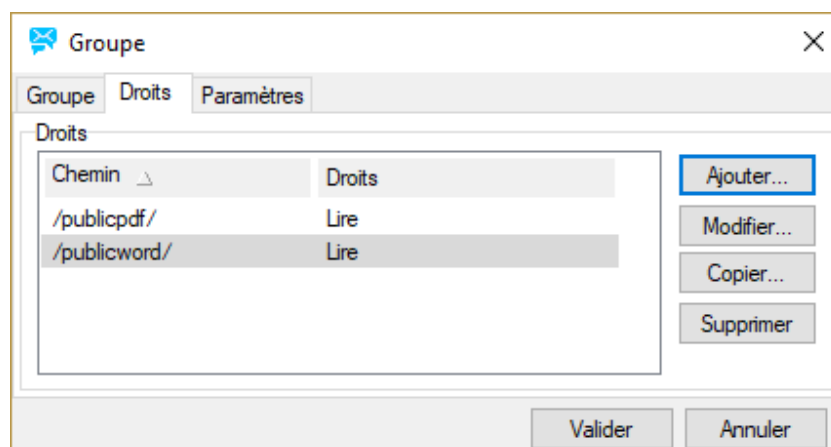 Groupe
Groupe Droits Paramètres
Droits
Chemin Droits
/publicpdf/ Lire
/publicword/ Lire
Ajouter...
Modifier...
Copier...
Supprimer
Valider Annuler